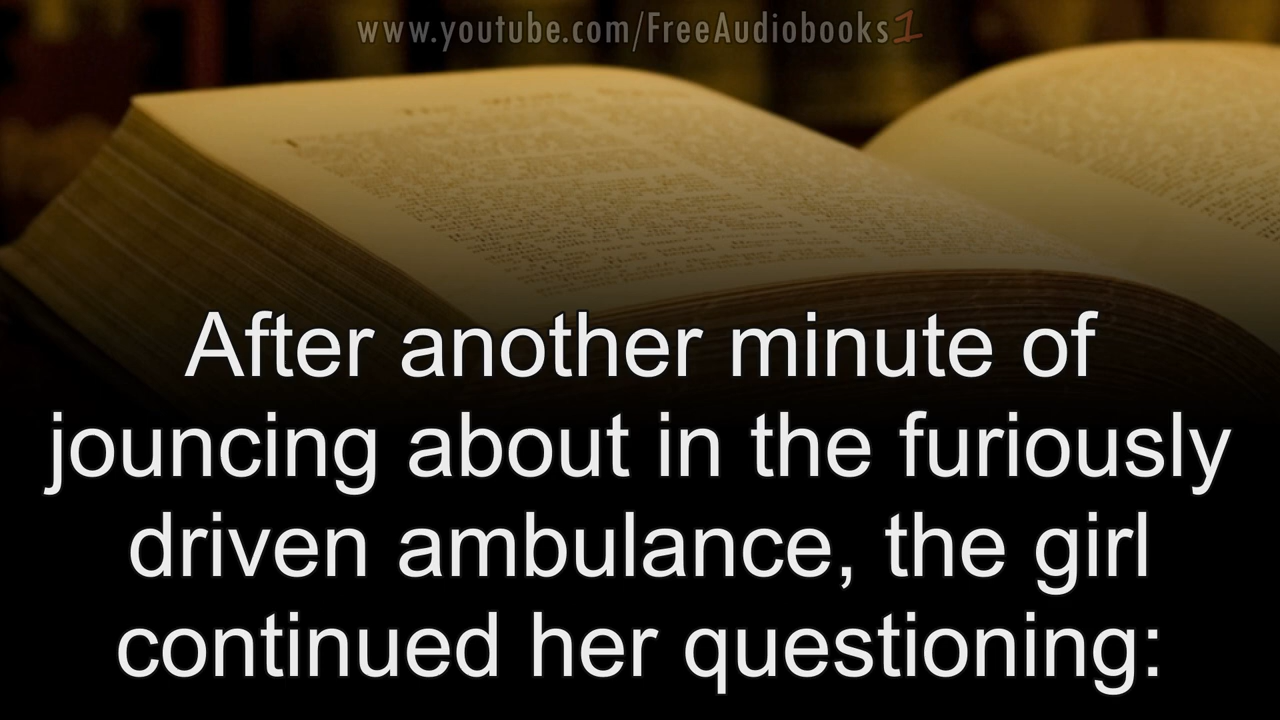 www.youtube.com/FreeAudiobooks1
After another minute of
jouncing about in the furiously
driven ambulance, the girl
continued her questioning: